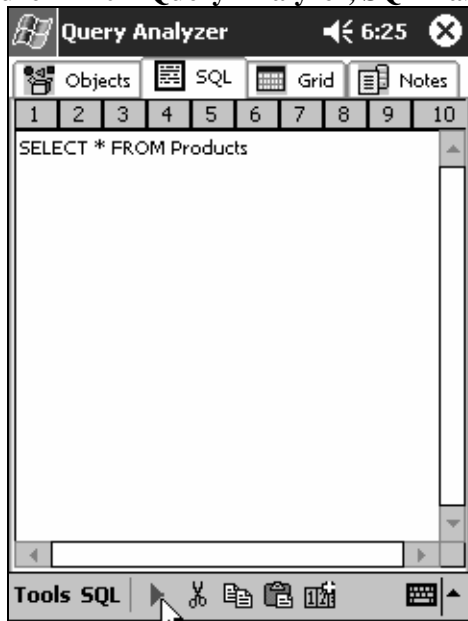 Query Analyzer 6:25
Objects SQL Grid Notes
1 2 3 4 5 6 7 8 9 10
SELECT * FROM Products
Tools SQL